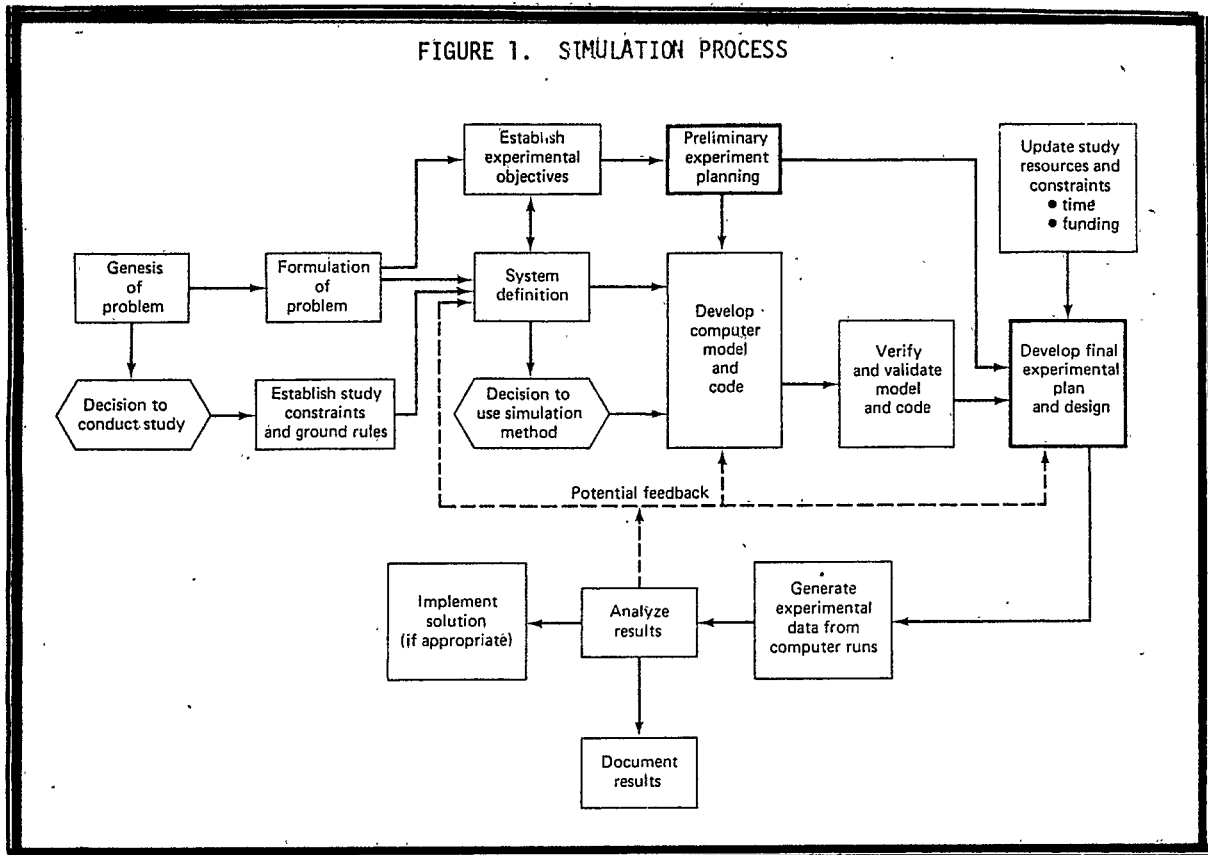 FIGURE 1. SIMULATION PROCESS
Establish
experimental
objectives
Preliminary
experiment
planning
Update study
resources and
constraints
• time
• funding
Genesis
of
problem
Formulation
of
problem
System
definition
Develop
computer
model
and
code
Verify
and validate
model
and code
Develop final
experimental
plan
and design
Decision to
conduct study
Establish study
constraints
and ground rules
Decision to
use simulation
method
Potential feedback
Implement
solution
(if appropriate)
Analyze
results
Generate
experimental
data from
computer runs
Document
results